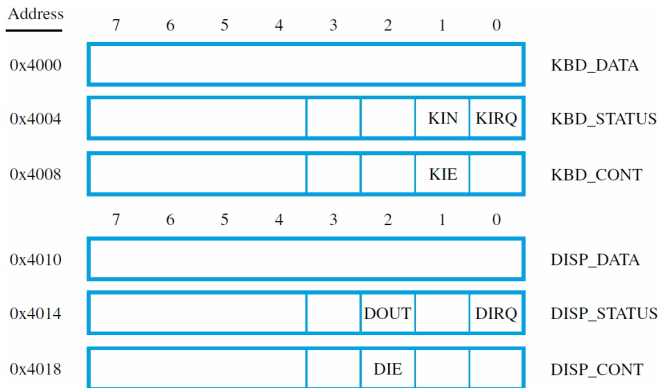 Address
7 6 5 4 3 2 1 0
0x4000 KBD_DATA
0x4004 KIN KIRQ KBD_STATUS
0x4008 KIE KBD_CONT
7 6 5 4 3 2 1 0
0x4010 DISP_DATA
0x4014 DOUT DIRQ DISP_STATUS
0x4018 DIE DISP_CONT